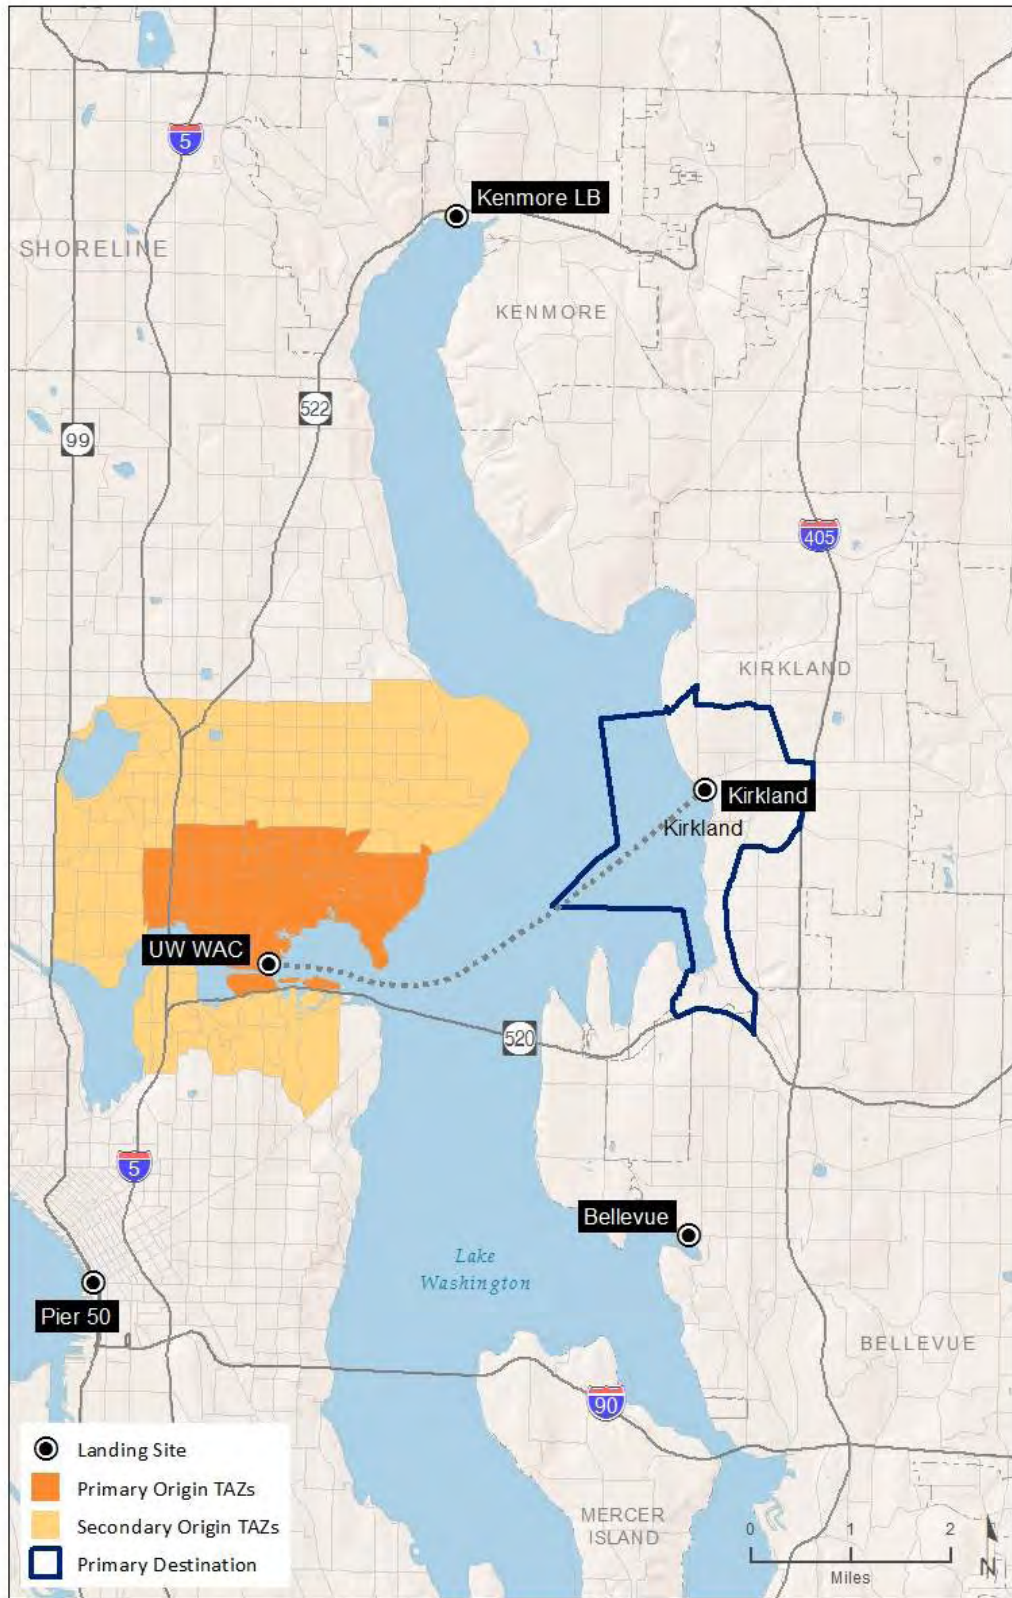 5
Kenmore LB
SHORELINE
KENMORE
522
99
405
KIRKLAND
Kirkland
Kirkland
UW WAC
520
5
Bellevue
Lake
Washington
Pier 50
BELLEVUE
90
Landing Site
Primary Origin TAZs
Secondary Origin TAZs
Primary Destination
MERCER
ISLAND
0 1 2
Miles
N